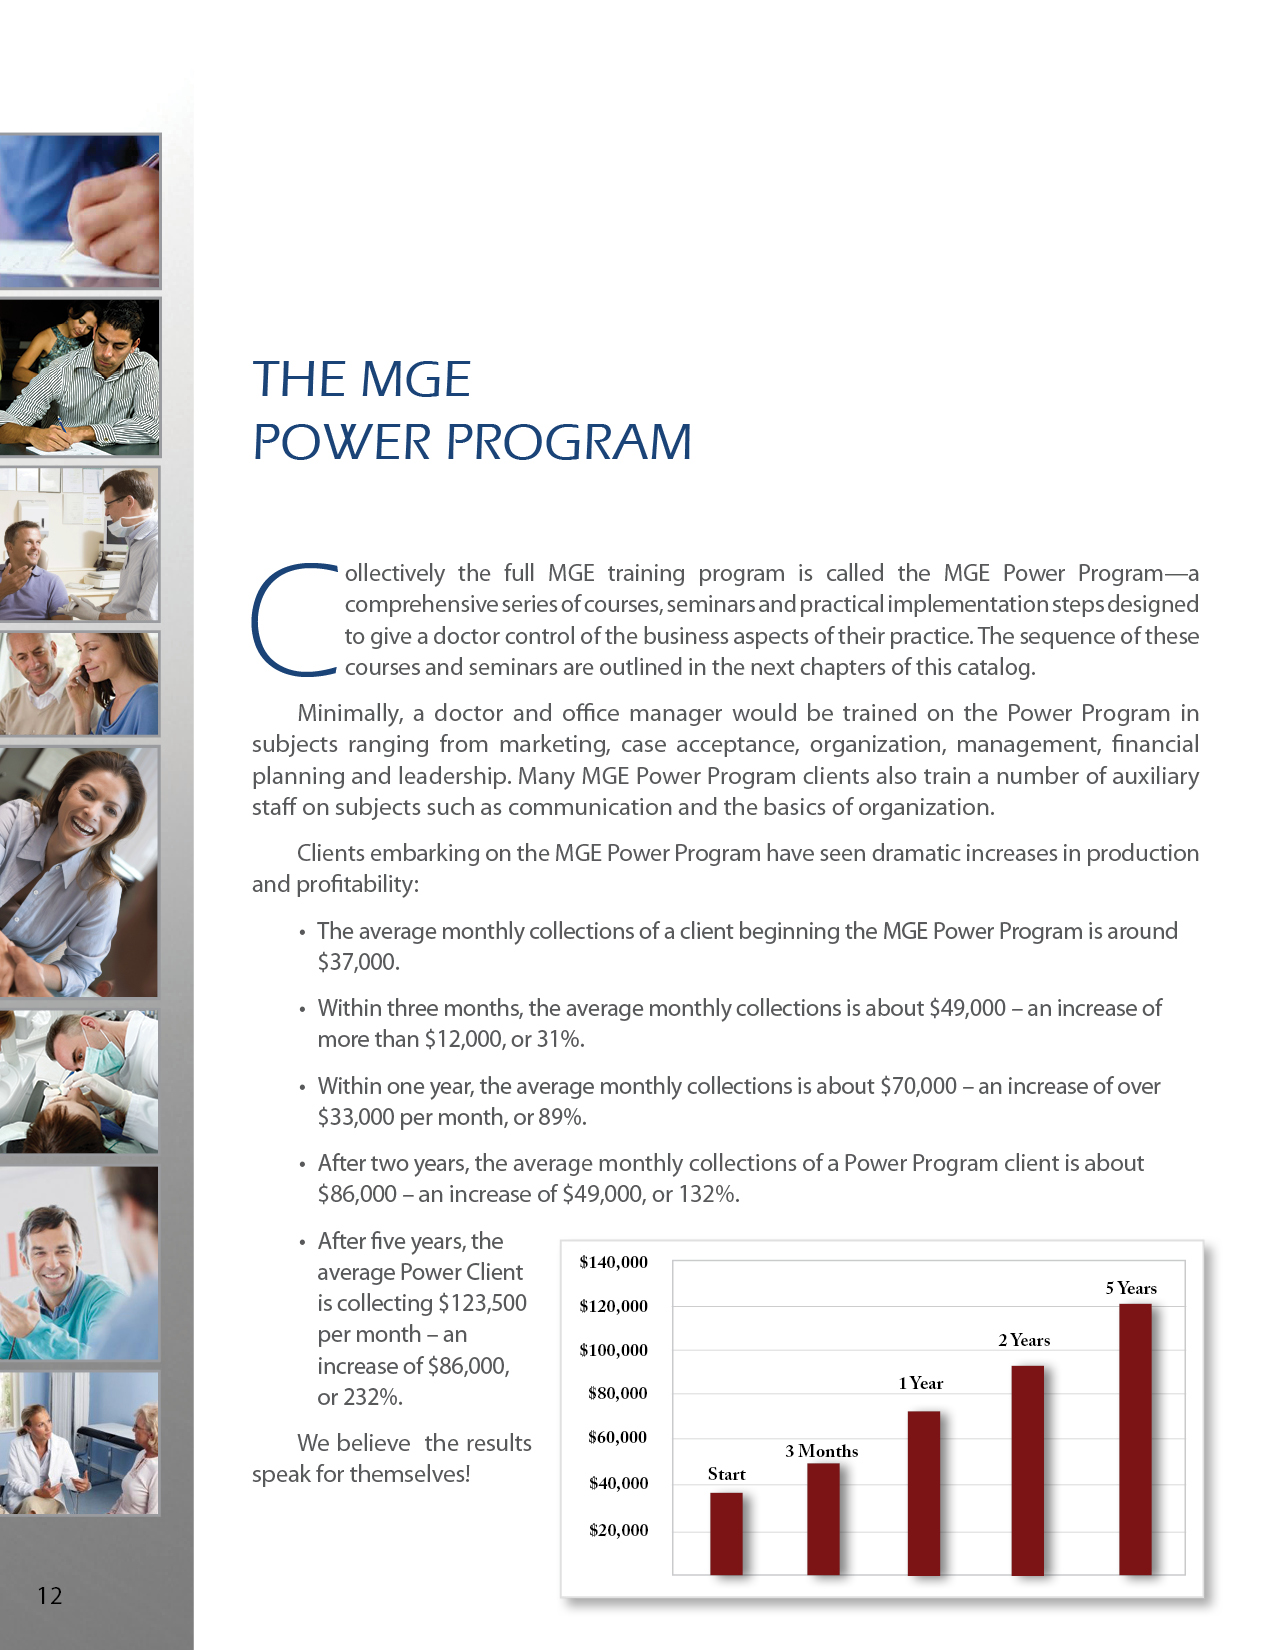 THE MGE
POWER PROGRAM
Collectively the full MGE training program is called the MGE Power Program—a
comprehensive series of courses, seminars and practical implementation steps designed
to give a doctor control of the business aspects of their practice. The sequence of these
courses and seminars are outlined in the next chapters of this catalog.
Minimally, a doctor and office manager would be trained on the Power Program in
subjects ranging from marketing, case acceptance, organization, management, financial
planning and leadership. Many MGE Power Program clients also train a number of auxiliary
staff on subjects such as communication and the basics of organization.
Clients embarking on the MGE Power Program have seen dramatic increases in production
and profitability:
• The average monthly collections of a client beginning the MGE Power Program is around
$37,000.
• Within three months, the average monthly collections is about $49,000 – an increase of
more than $12,000, or 31%.
• Within one year, the average monthly collections is about $70,000 – an increase of over
$33,000 per month, or 89%.
• After two years, the average monthly collections of a Power Program client is about
$86,000 – an increase of $49,000, or 132%.
• After five years, the
average Power Client
is collecting $123,500
per month – an
increase of $86,000,
or 232%.
We believe the results
speak for themselves!
$140,000
$120,000
$100,000
$80,000
$60,000
$40,000
$20,000
Start
3 Months
1 Year
2 Years
5 Years
12